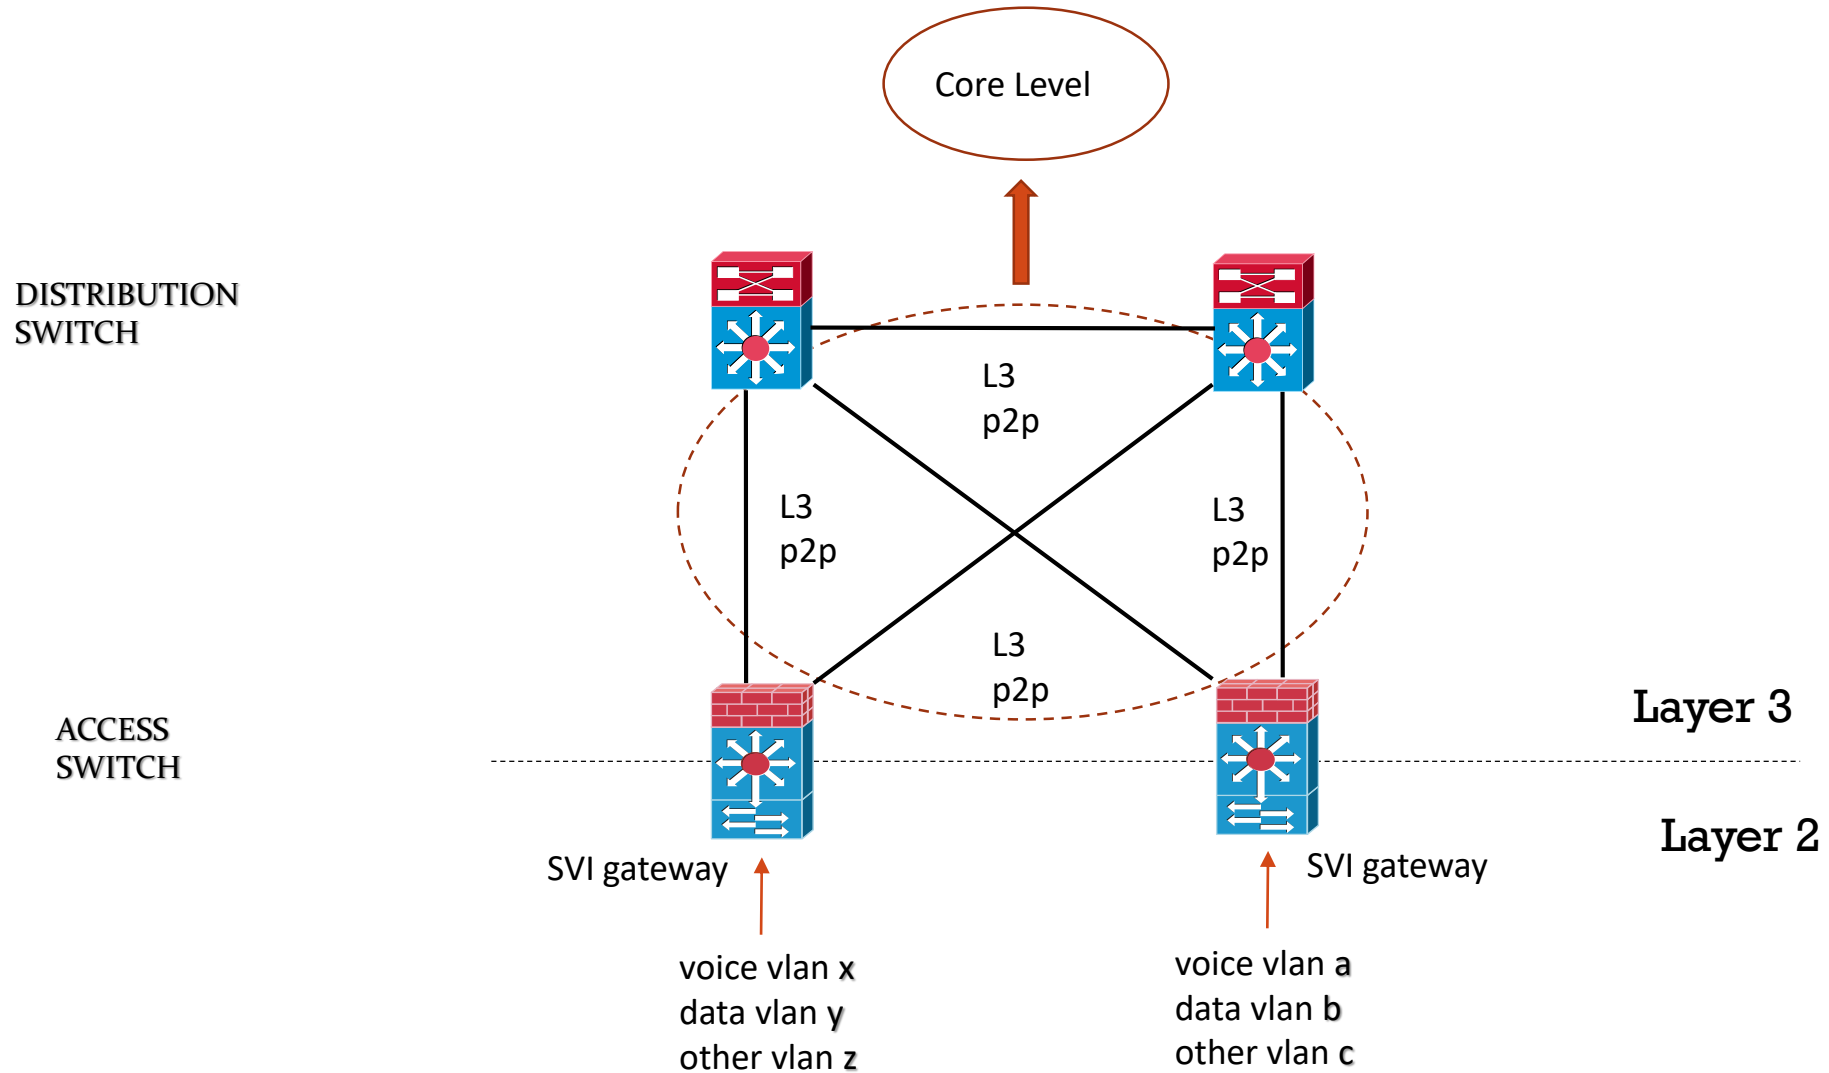 Core Level
DISTRIBUTION
SWITCH
L3
p2p
L3
p2p
L3
p2p
L3
p2p
ACCESS
SWITCH
Layer 3
Layer 2
SVI gateway
SVI gateway
voice vlan x
data vlan y
other vlan z
voice vlan a
data vlan b
other vlan c